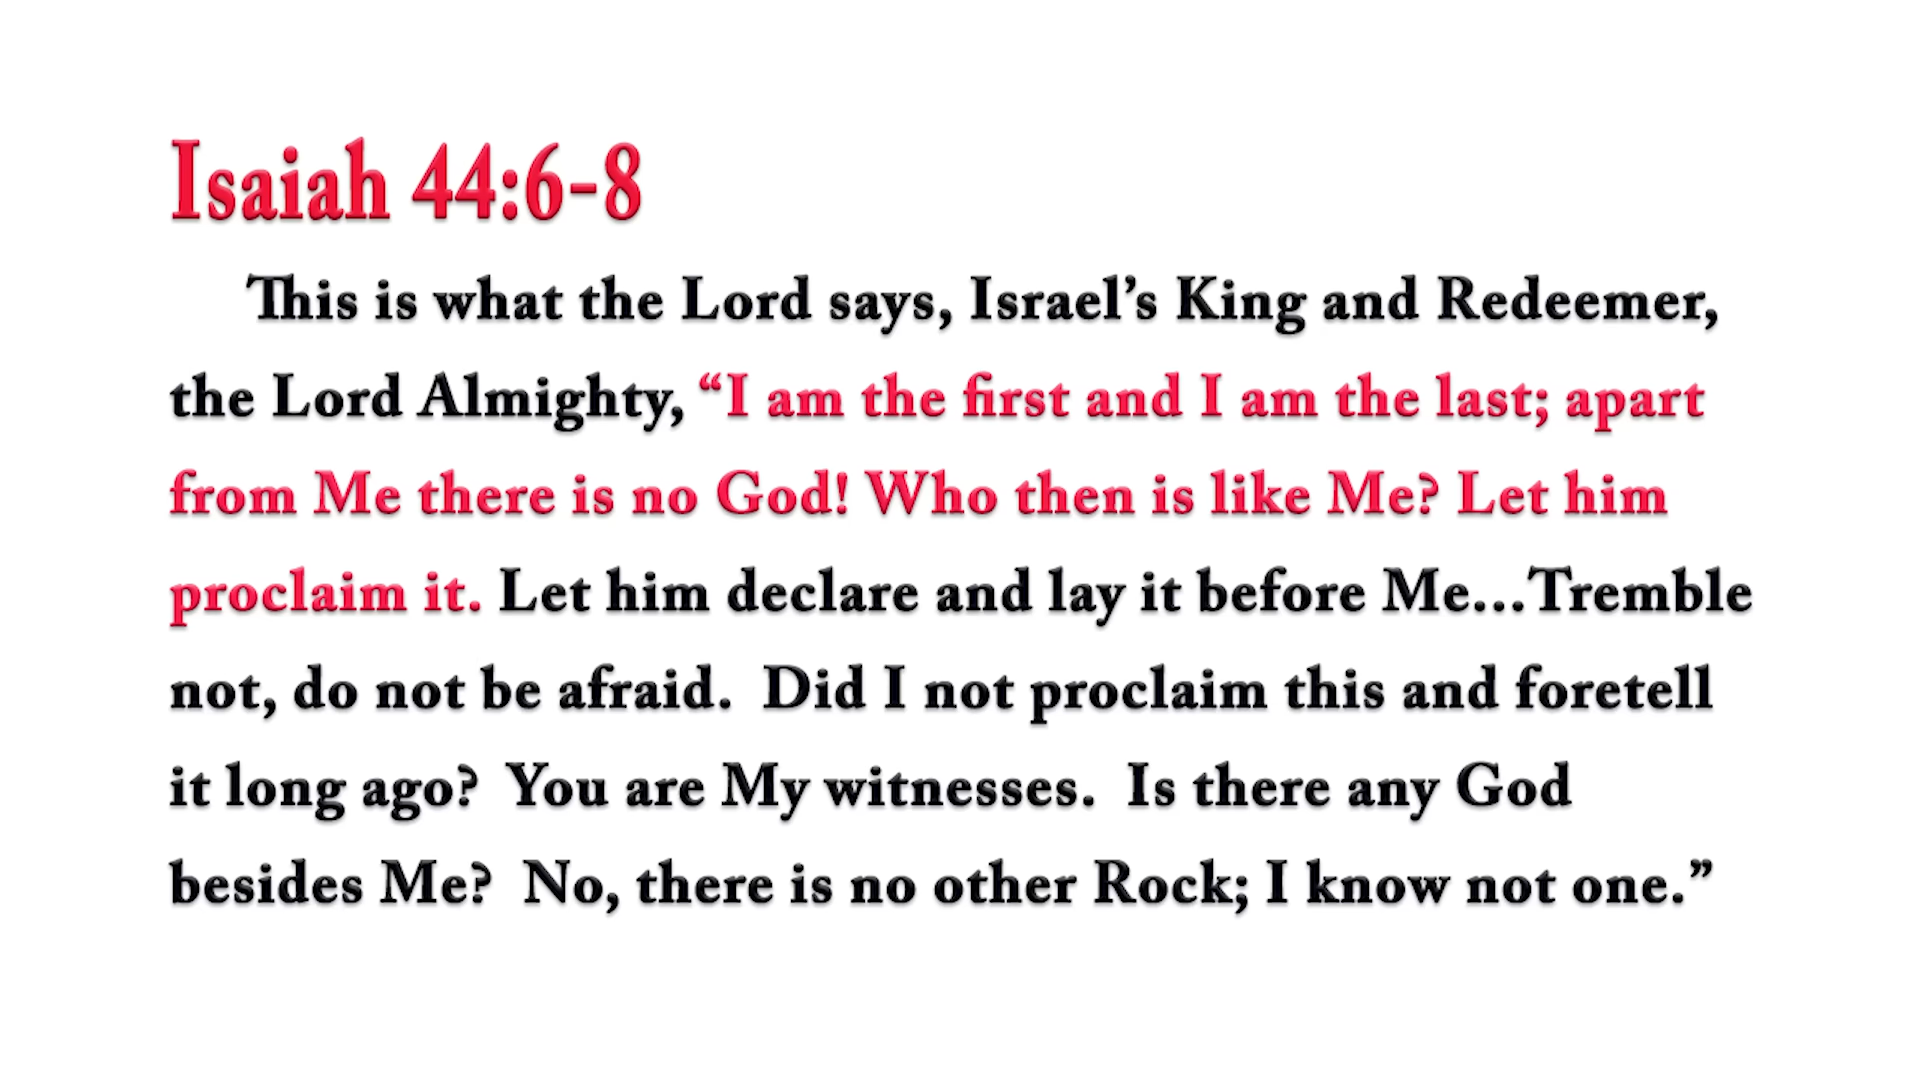 Isaiah 44:6-8
This is what the Lord says, Israel’s King and Redeemer,
the Lord Almighty, “I am the first and I am the last; apart
from Me there is no God! Who then is like Me? Let him
proclaim it. Let him declare and lay it before Me...Tremble
not, do not be afraid.  Did I not proclaim this and foretell
it long ago?  You are My witnesses.  Is there any God
besides Me?  No, there is no other Rock; I know not one.”